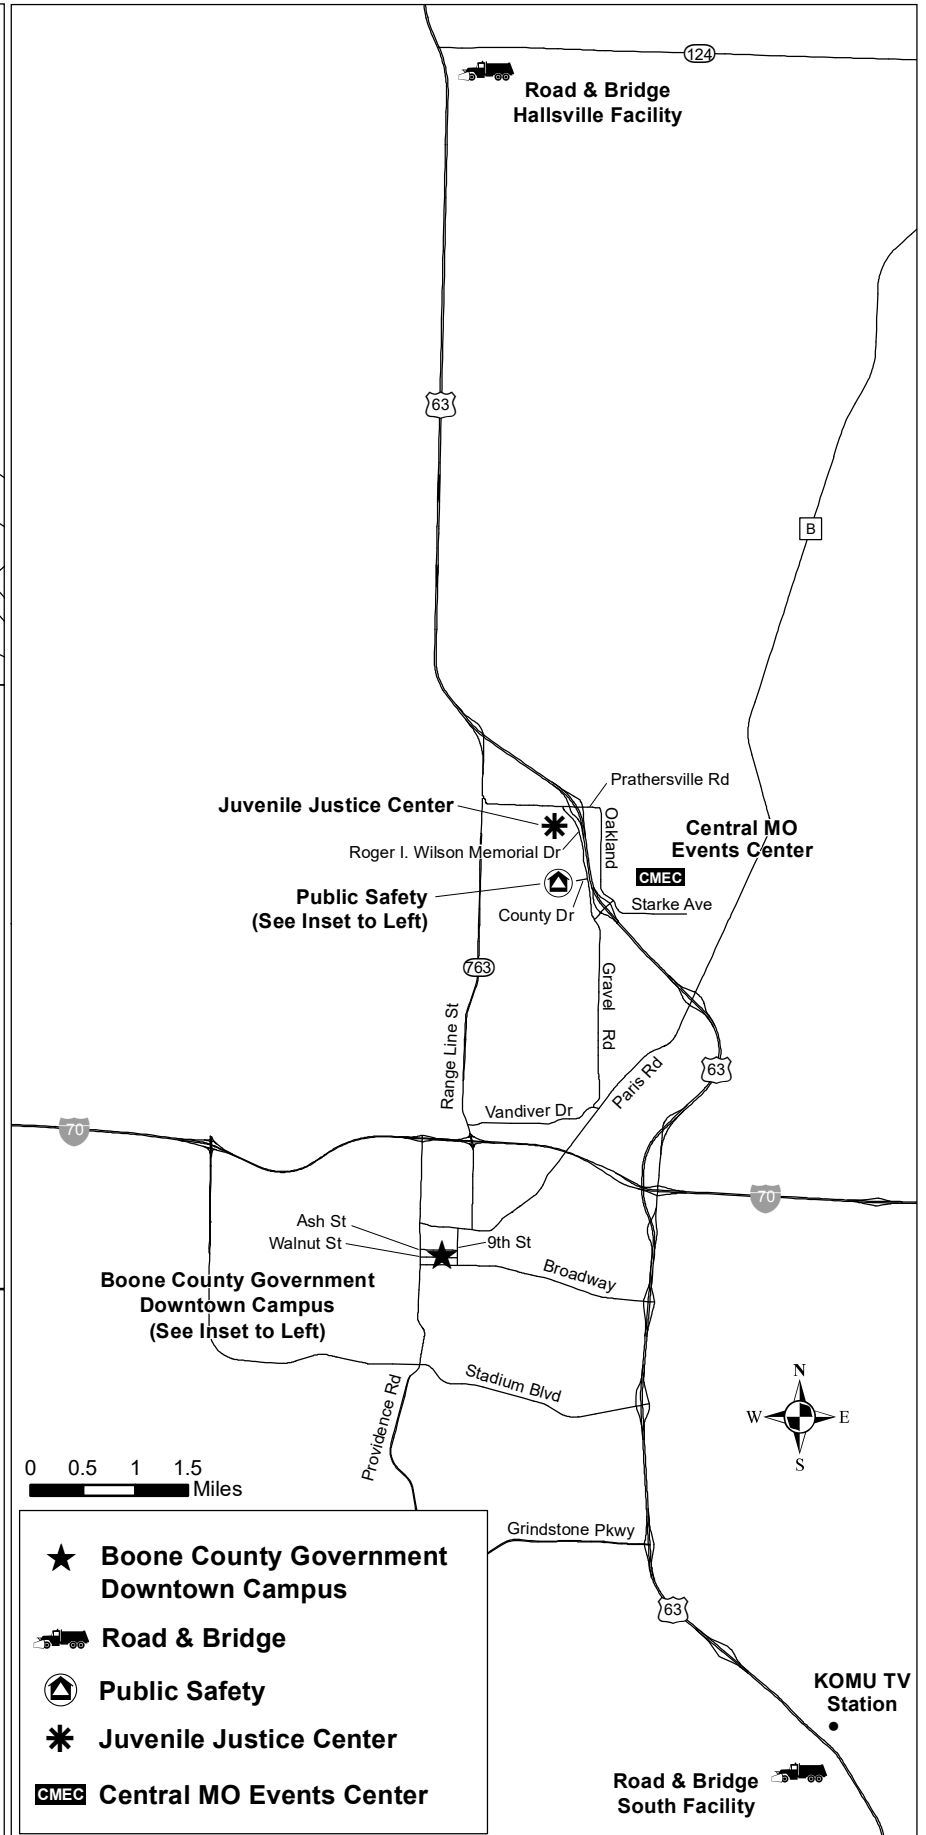 124
Road & Bridge
Hallsville Facility
63
B
Prathersville Rd
Juvenile Justice Center
Oakland
Central MO
Events Center
Roger I. Wilson Memorial Dr
CMEC
Public Safety
(See Inset to Left)
Starke Ave
County Dr
763
Gravel Rd
Range Line St
63
Paris Rd
Vandiver Dr
70
70
Ash St
Walnut St
9th St
Broadway
Boone County Government
Downtown Campus
(See Inset to Left)
Stadium Blvd
Providence Rd
N
W
E
S
0 0.5 1 1.5
Miles
Grindstone Pkwy
Boone County Government
Downtown Campus
Road & Bridge
Public Safety
Juvenile Justice Center
CMEC
Central MO Events Center
63
KOMU TV
Station
Road & Bridge
South Facility